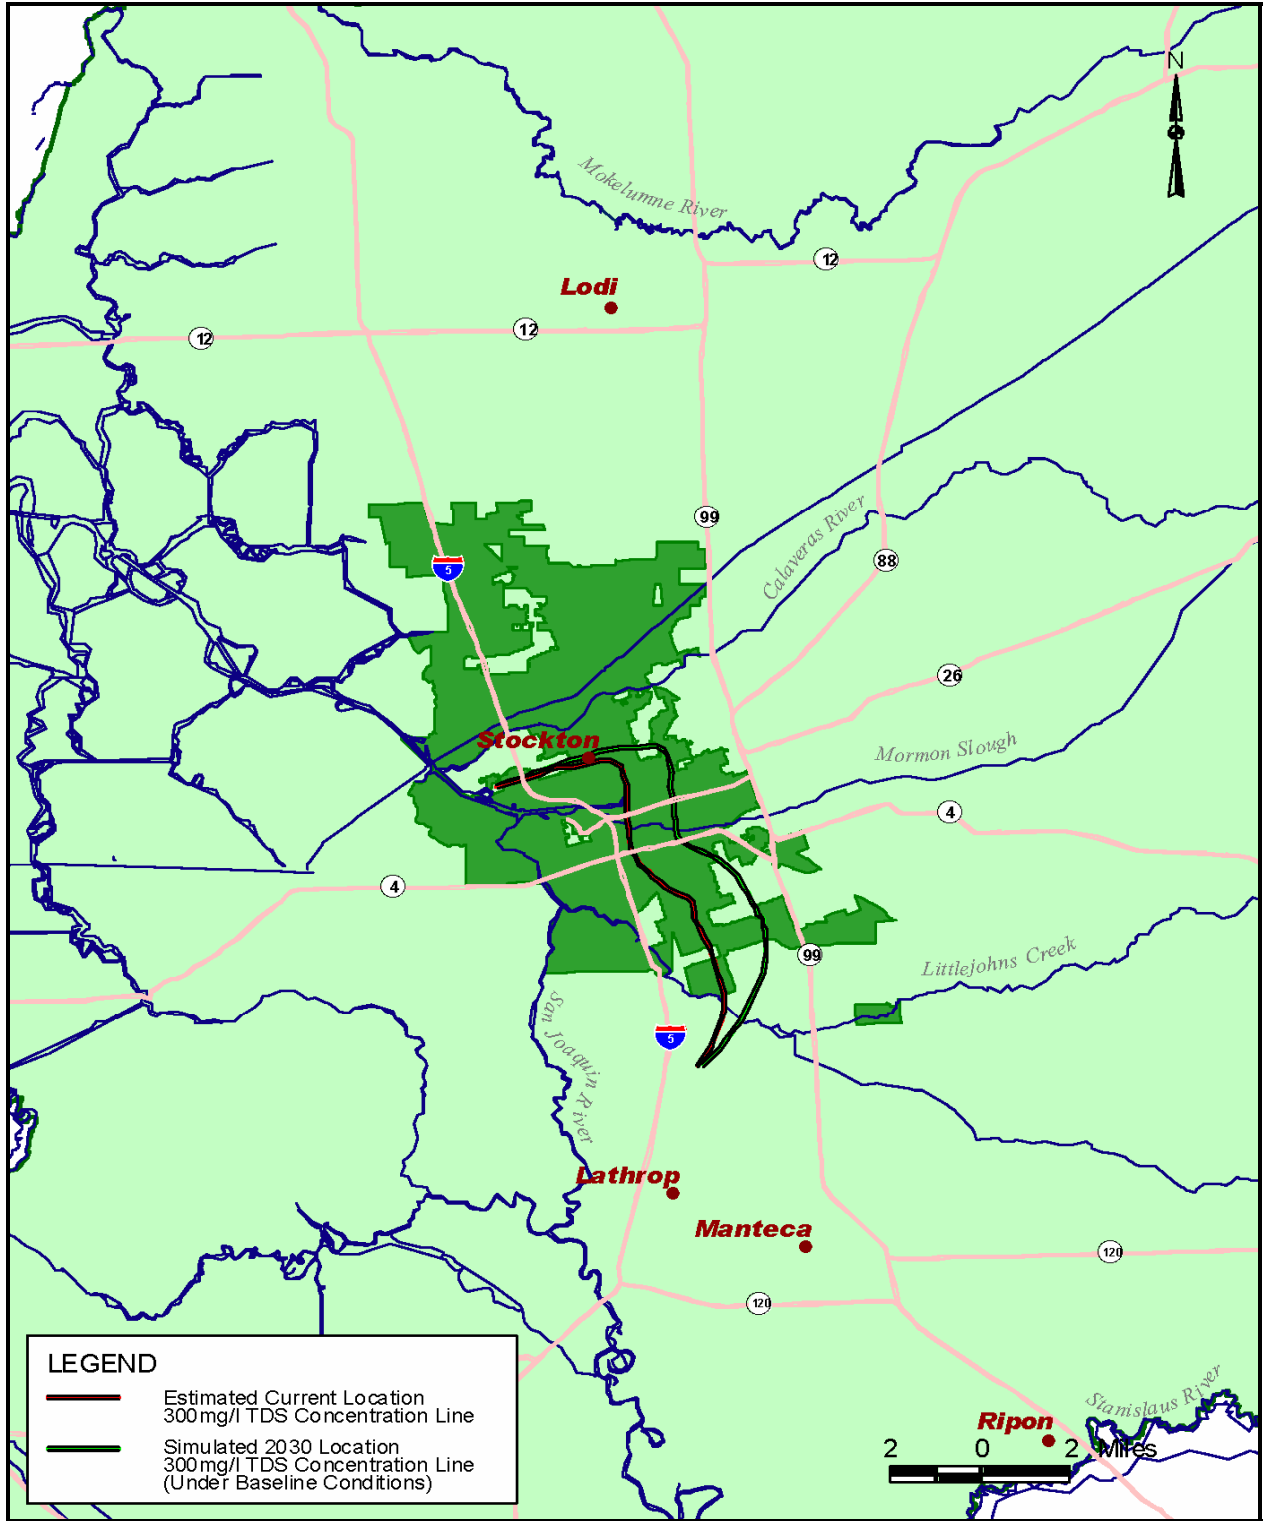 N
Mokelumne River
12
Lodi
12
12
99
Calaveras River
5
88
26
Stockton
Mormon Slough
4
4
99
Littlejohns Creek
San Joaquin River
5
Lathrop
Manteca
120
120
LEGEND
Estimated Current Location
300mg/l TDS Concentration Line
Simulated 2030 Location
300mg/l TDS Concentration Line
(Under Baseline Conditions)
Stanislaus River
Ripon
2 0 2 Miles